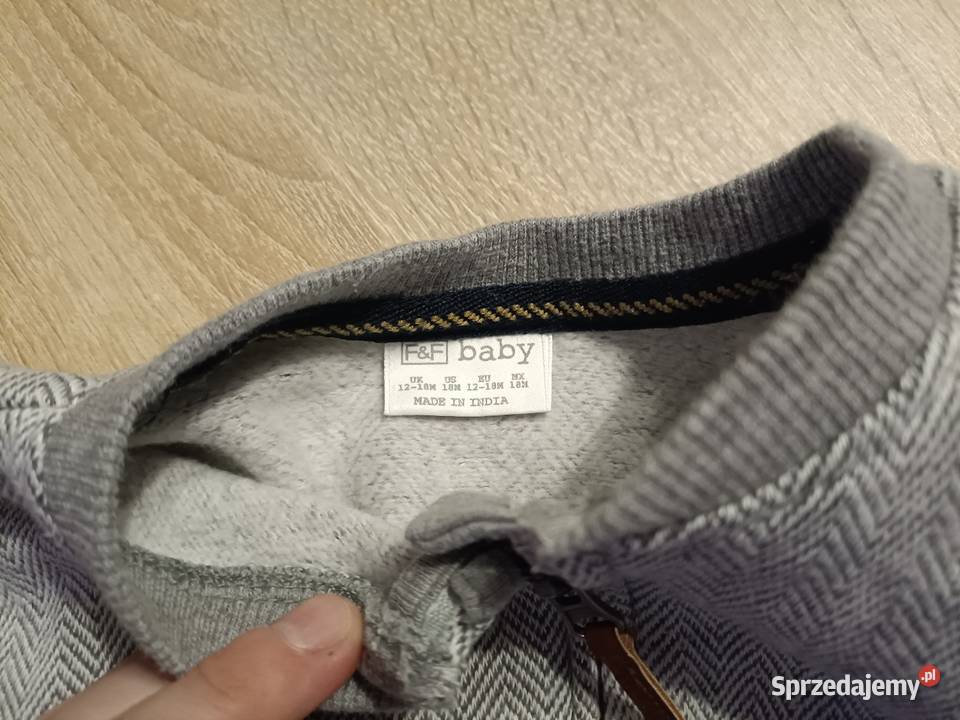 F&F baby
UK US EU MX
12-18M 18M 12-18M 18M
MADE IN INDIA
Sprzedajemy.pl